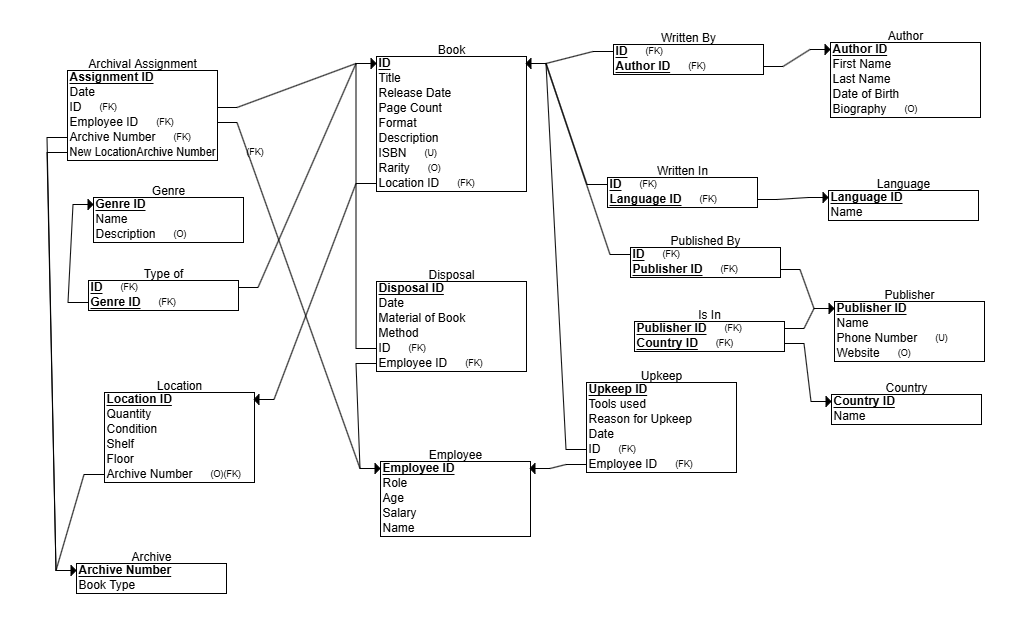 Archival Assignment
Assignment ID
Date
ID (FK)
Employee ID (FK)
Archive Number (FK)
New LocationArchive Number (FK)
Book
ID
Title
Release Date
Page Count
Format
Description
ISBN (U)
Rarity (O)
Location ID (FK)
Written By
ID (FK)
Author ID (FK)
Author
Author ID
First Name
Last Name
Date of Birth
Biography (O)
Genre
Genre ID
Name
Description (O)
Written In
ID (FK)
Language ID (FK)
Language
Language ID
Name
Type of
ID (FK)
Genre ID (FK)
Disposal
Disposal ID
Date
Material of Book
Method
ID (FK)
Employee ID (FK)
Published By
ID (FK)
Publisher ID (FK)
Is In
Publisher ID (FK)
Country ID (FK)
Publisher
Publisher ID
Name
Phone Number (U)
Website (O)
Location
Location ID
Quantity
Condition
Shelf
Floor
Archive Number (O)(FK)
Employee
Employee ID
Role
Age
Salary
Name
Upkeep
Upkeep ID
Tools used
Reason for Upkeep
Date
ID (FK)
Employee ID (FK)
Country
Country ID
Name
Archive
Archive Number
Book Type